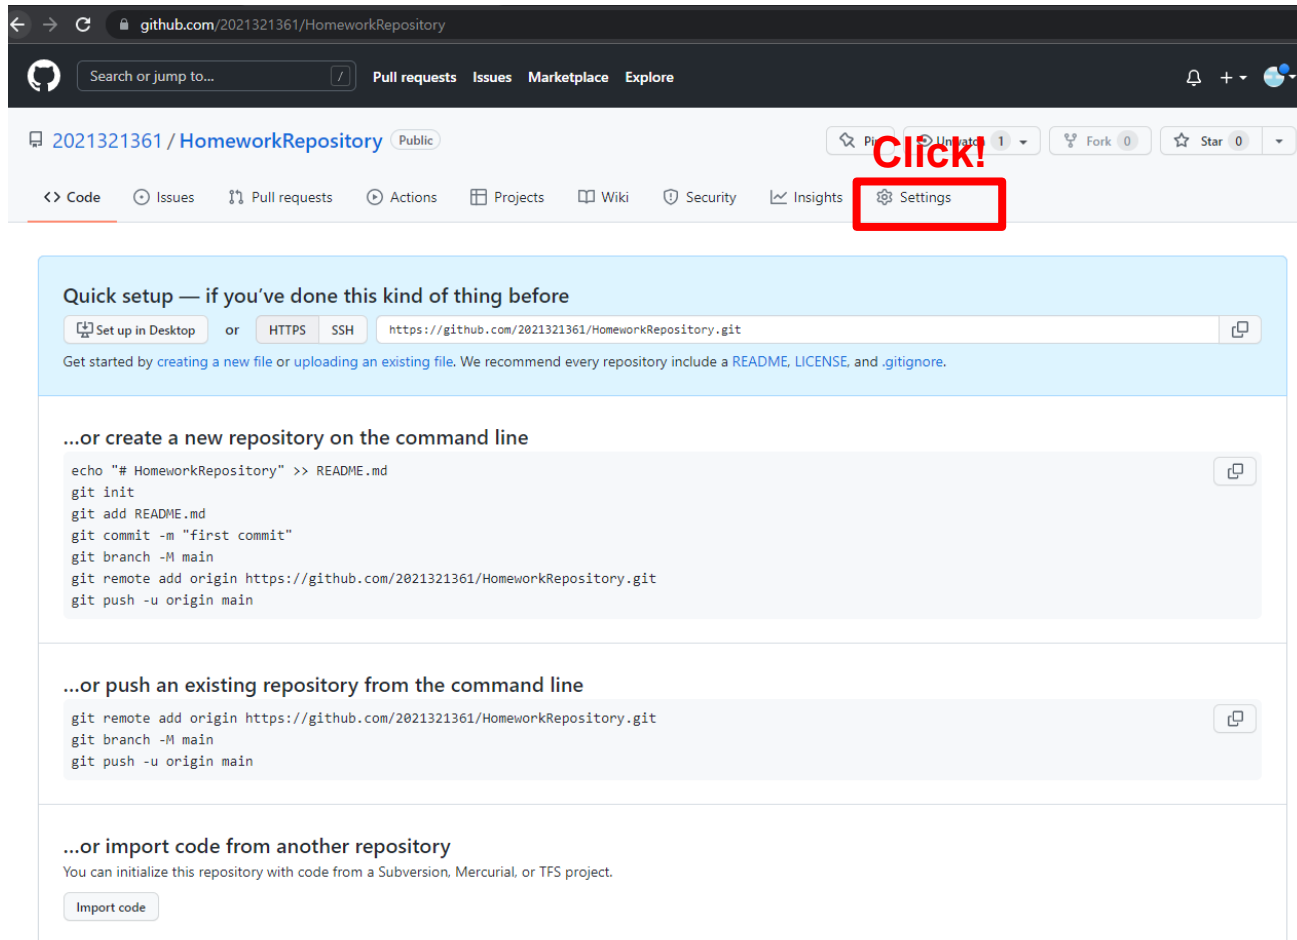 github.com/2021321361/HomeworkRepository
Search or jump to... / Pull requests Issues Marketplace Explore
2021321361 / HomeworkRepository Public Pin Unwatch 1 Fork 0 Star 0
Click!
Code Issues Pull requests Actions Projects Wiki Security Insights Settings
Quick setup — if you've done this kind of thing before
Set up in Desktop or HTTPS SSH https://github.com/2021321361/HomeworkRepository.git
Get started by creating a new file or uploading an existing file. We recommend every repository include a README, LICENSE, and .gitignore.
...or create a new repository on the command line
echo "# HomeworkRepository" >> README.md
git init
git add README.md
git commit -m "first commit"
git branch -M main
git remote add origin https://github.com/2021321361/HomeworkRepository.git
git push -u origin main
...or push an existing repository from the command line
git remote add origin https://github.com/2021321361/HomeworkRepository.git
git branch -M main
git push -u origin main
...or import code from another repository
You can initialize this repository with code from a Subversion, Mercurial, or TFS project.
Import code